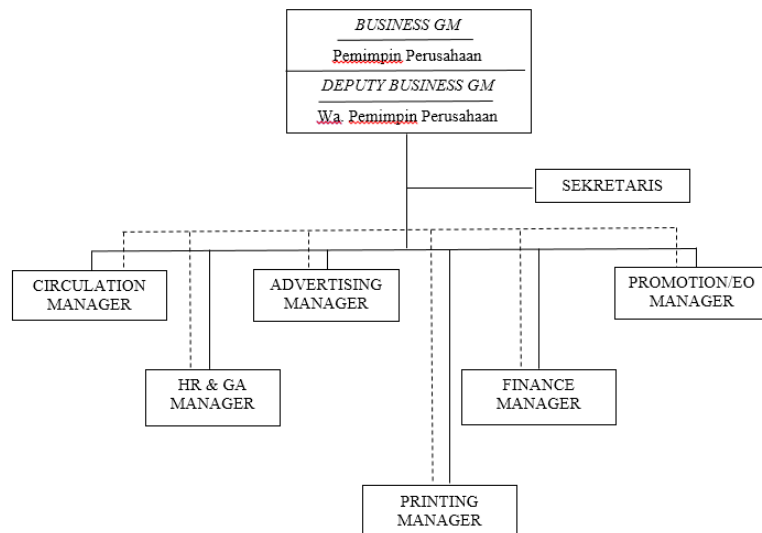 BUSINESS GM
Pemimpin Perusahaan
DEPUTY BUSINESS GM
Wa. Pemimpin Perusahaan
SEKRETARIS
CIRCULATION
MANAGER
ADVERTISING
MANAGER
PROMOTION/EO
MANAGER
HR & GA
MANAGER
FINANCE
MANAGER
PRINTING
MANAGER